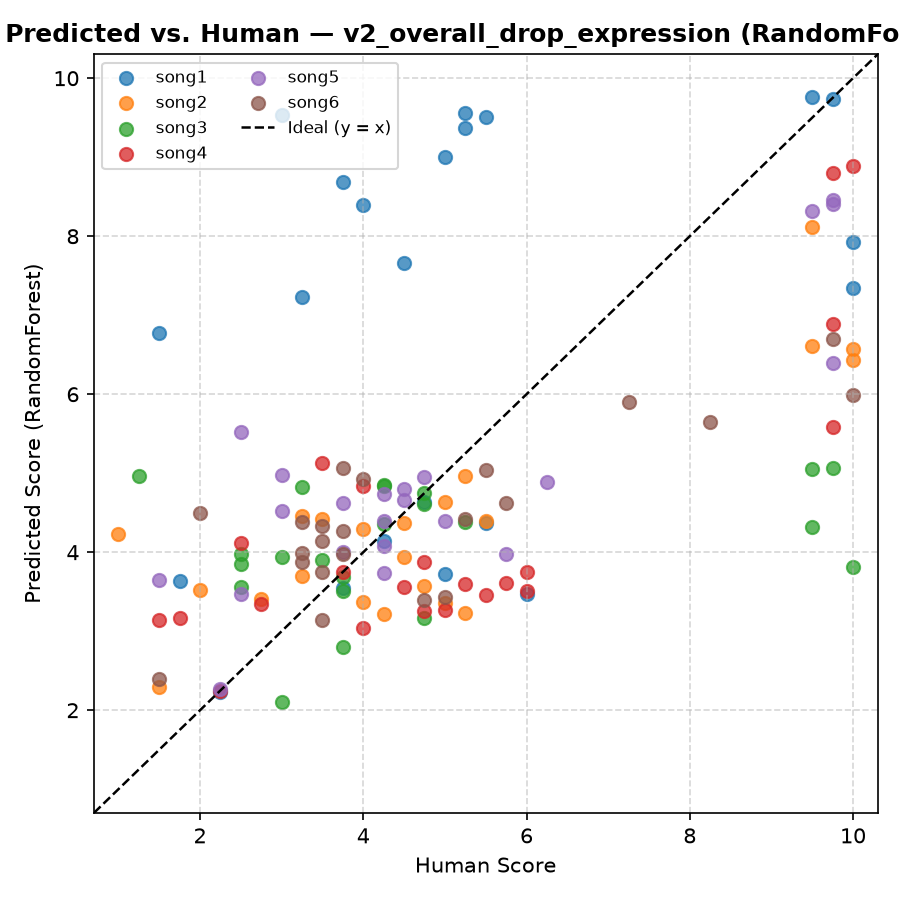 Predicted vs. Human — v2_overall_drop_expression (RandomFo
song1
song2
song3
song4
song5
song6
Ideal (y = x)
Predicted Score (RandomForest)
10
8
6
4
2
2 4 6 8 10
Human Score